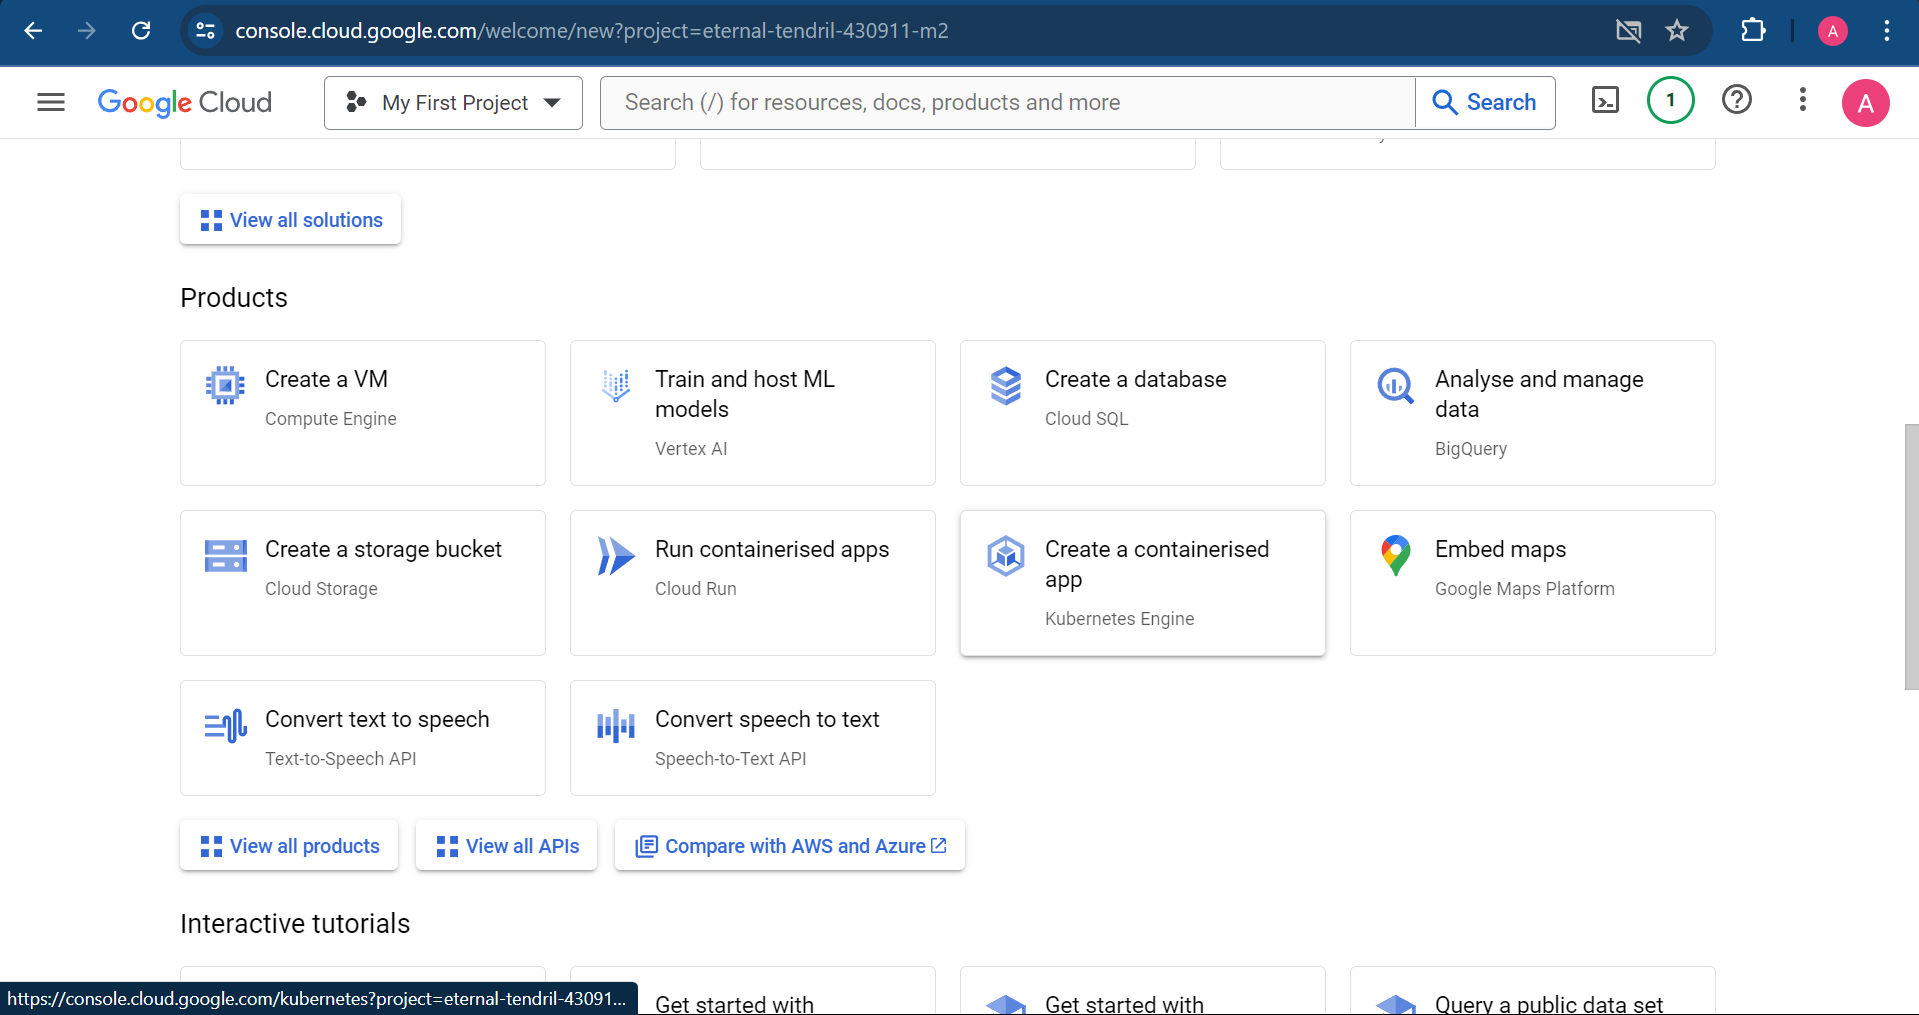 console.cloud.google.com/welcome/new?project=eternal-tendril-430911-m2
A
Google Cloud
My First Project
Search (/) for resources, docs, products and more
Search
1
A
View all solutions
Products
Create a VM
Compute Engine
Train and host ML
models
Vertex AI
Create a database
Cloud SQL
Analyse and manage
data
BigQuery
Create a storage bucket
Cloud Storage
Run containerised apps
Cloud Run
Create a containerised
app
Kubernetes Engine
Embed maps
Google Maps Platform
Convert text to speech
Text-to-Speech API
Convert speech to text
Speech-to-Text API
View all products
View all APIs
Compare with AWS and Azure
Interactive tutorials
Get started with
Get started with
Query a public data set
https://console.cloud.google.com/kubernetes?project=eternal-tendril-43091...